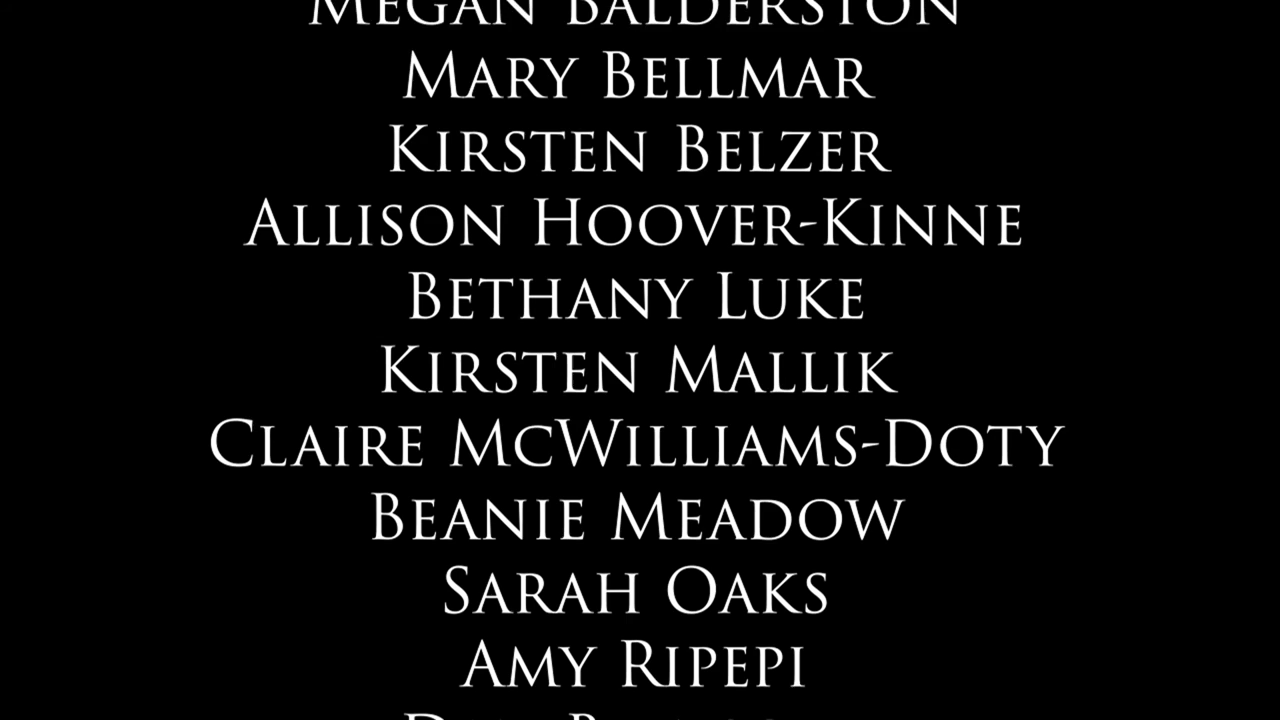 MEGAN BALDERSTON
MARY BELLMAR
KIRSTEN BELZER
ALLISON HOOVER-KINNE
BETHANY LUKE
KIRSTEN MALLIK
CLAIRE MCWILLIAMS-DOTY
BEANIE MEADOW
SARAH OAKS
AMY RIPEPI